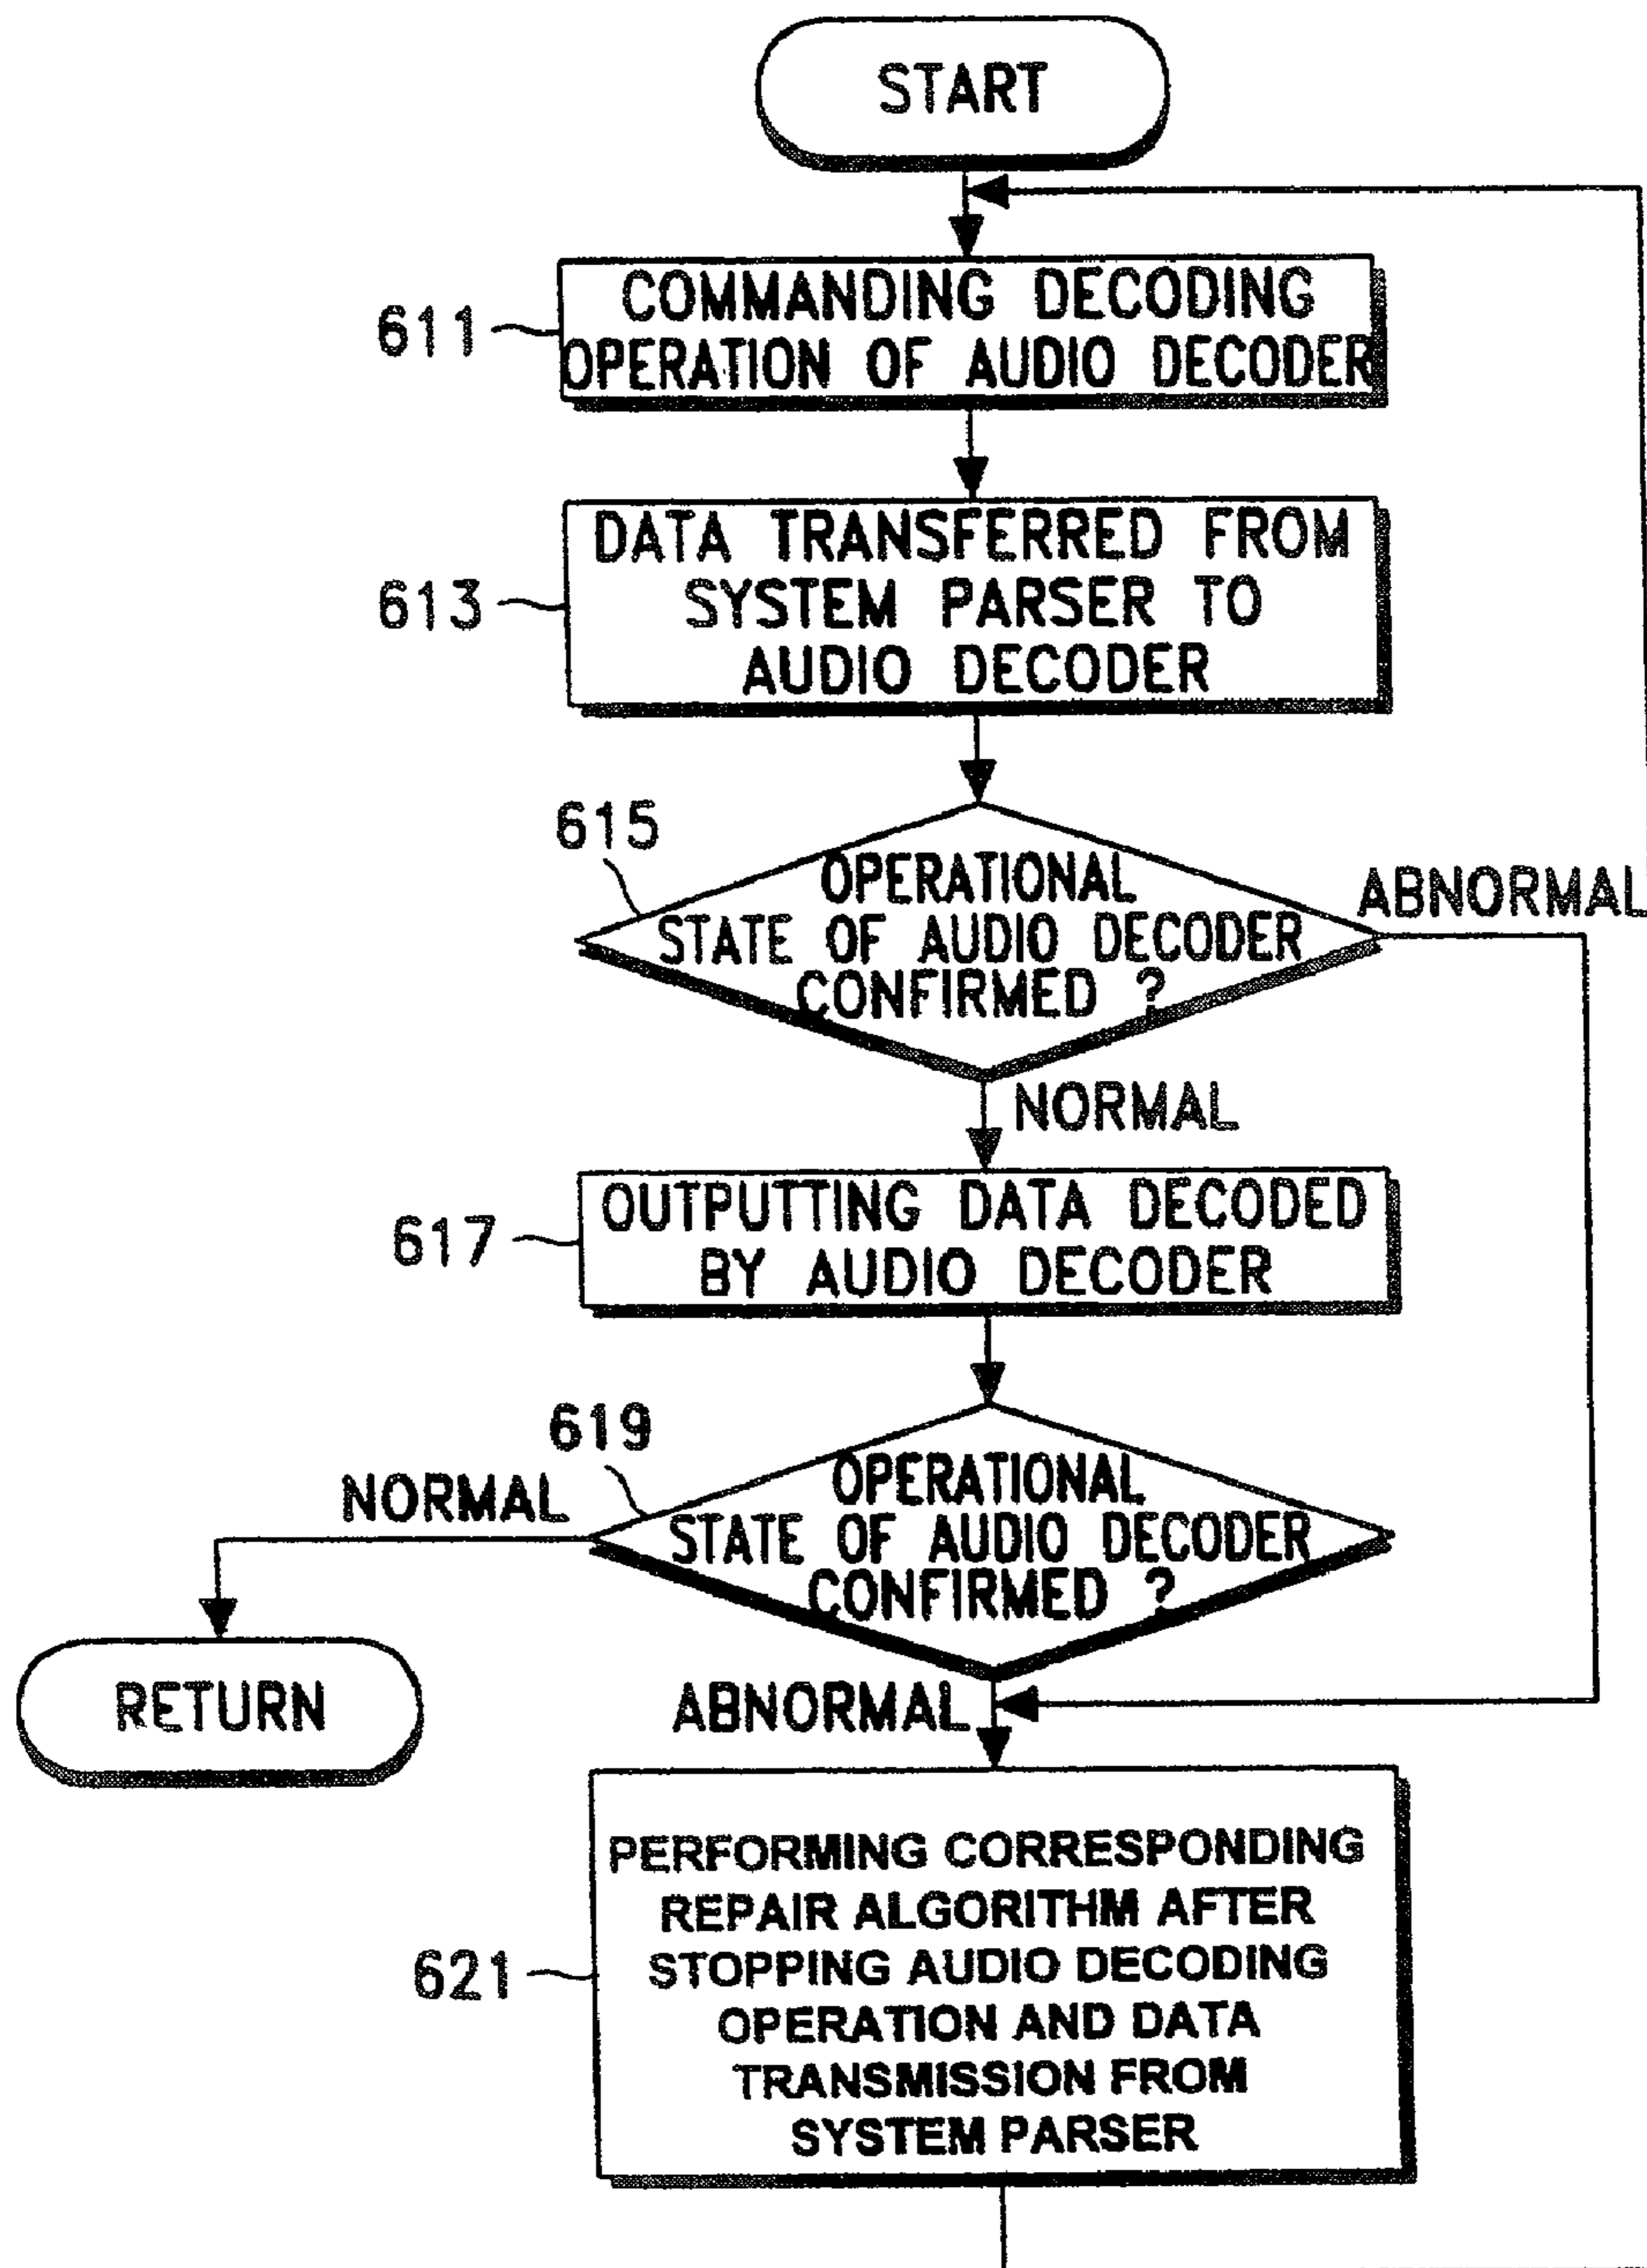 START
611
COMMANDING DECODING
OPERATION OF AUDIO DECODER
613
DATA TRANSFERRED FROM
SYSTEM PARSER TO
AUDIO DECODER
615
OPERATIONAL
STATE OF AUDIO DECODER
CONFIRMED ?
ABNORMAL
NORMAL
617
OUTPUTTING DATA DECODED
BY AUDIO DECODER
619
OPERATIONAL
STATE OF AUDIO DECODER
CONFIRMED ?
NORMAL
RETURN
ABNORMAL
621
PERFORMING CORRESPONDING
REPAIR ALGORITHM AFTER
STOPPING AUDIO DECODING
OPERATION AND DATA
TRANSMISSION FROM
SYSTEM PARSER